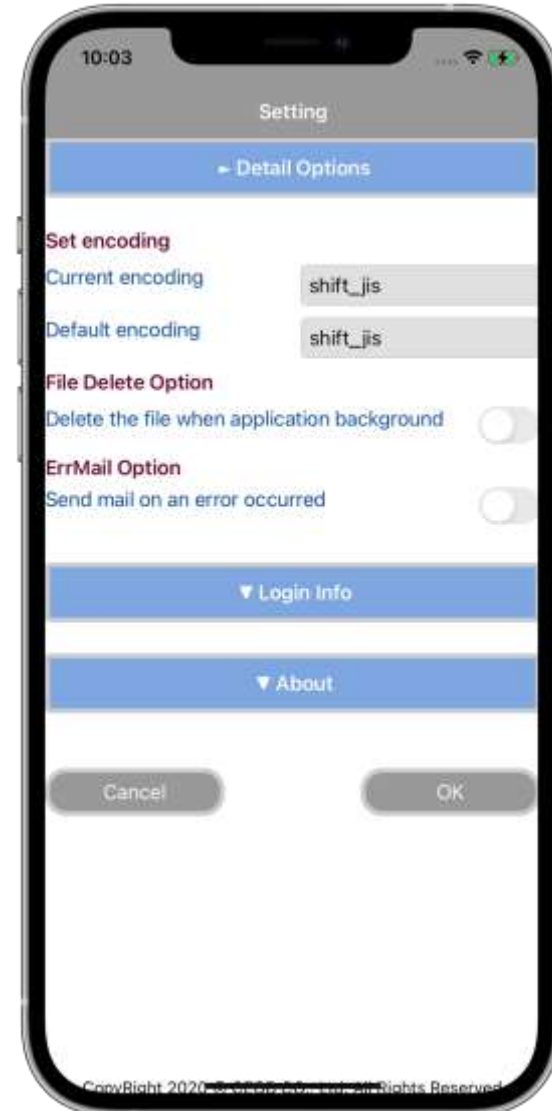 10:03
Setting
► Detail Options
Set encoding
Current encoding shift_jis
Default encoding shift_jis
File Delete Option
Delete the file when application background
ErrMail Option
Send mail on an error occurred
▼ Login Info
▼ About
Cancel OK
CopyRight 2020 © Ltd. All Rights Reserved